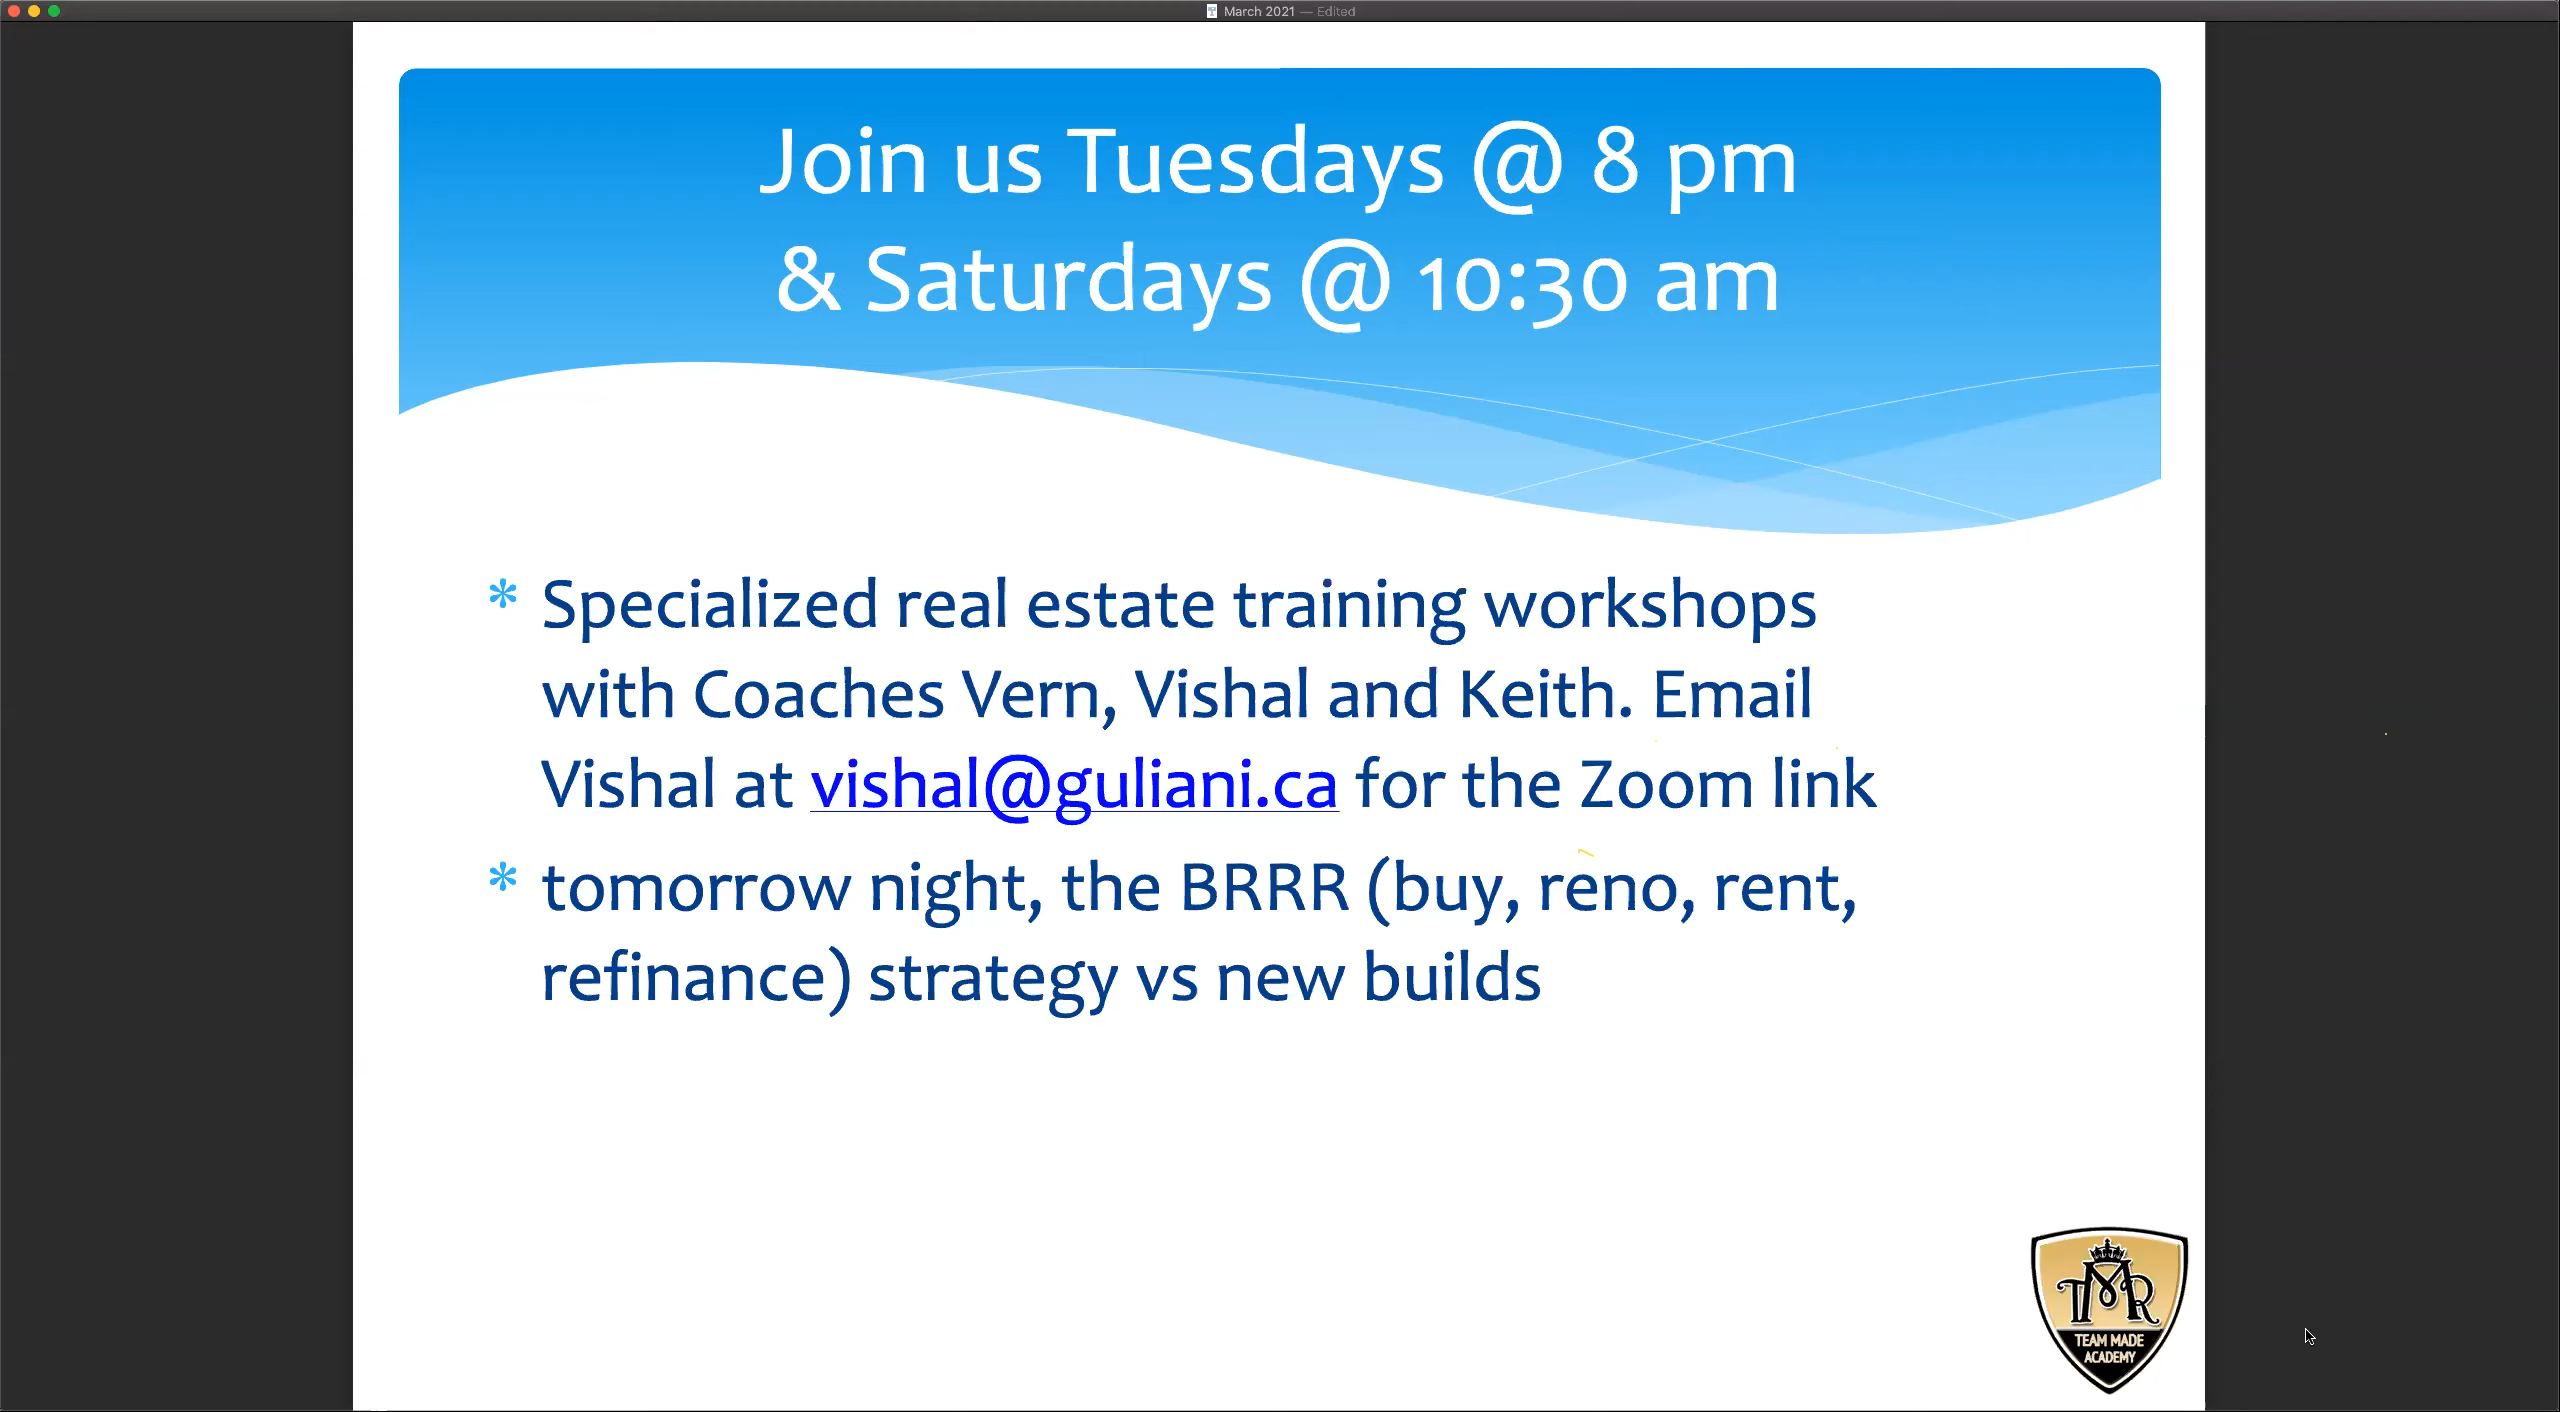 March 2021 — Edited
Join us Tuesdays @ 8 pm
& Saturdays @ 10:30 am
* Specialized real estate training workshops
with Coaches Vern, Vishal and Keith. Email
Vishal at vishal@guliani.ca for the Zoom link
* tomorrow night, the BRRR (buy, reno, rent,
refinance) strategy vs new builds
TMR
TEAM MADE
ACADEMY